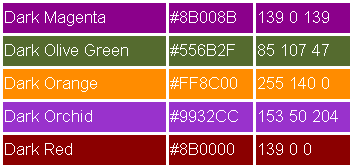 Dark Magenta #8B008B 139 0 139
Dark Olive Green #556B2F 85 107 47
Dark Orange #FF8C00 255 140 0
Dark Orchid #9932CC 153 50 204
Dark Red #8B0000 139 0 0